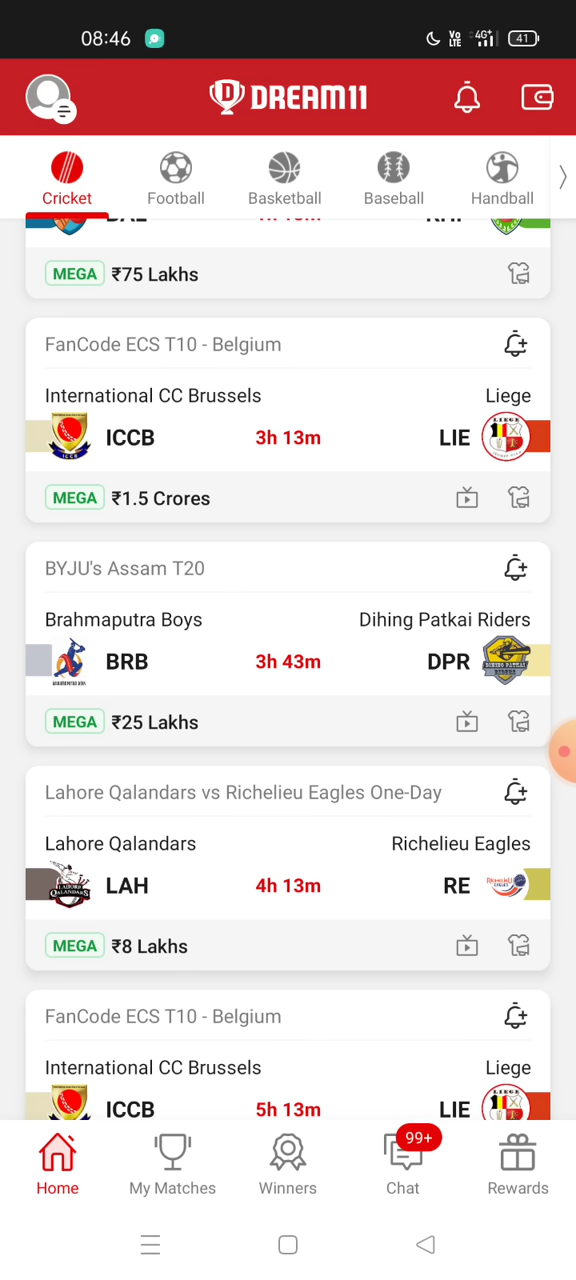 08:46
Vo LTE 4G+ 41
DREAM11
Cricket Football Basketball Baseball Handball
MEGA ₹75 Lakhs
FanCode ECS T10 - Belgium
International CC Brussels Liege
ICCB 3h 13m LIE
MEGA ₹1.5 Crores
BYJU's Assam T20
Brahmaputra Boys Dihing Patkai Riders
BRB 3h 43m DPR
MEGA ₹25 Lakhs
Lahore Qalandars vs Richelieu Eagles One-Day
Lahore Qalandars Richelieu Eagles
LAH 4h 13m RE
MEGA ₹8 Lakhs
FanCode ECS T10 - Belgium
International CC Brussels Liege
ICCB 5h 13m LIE
99+
Home My Matches Winners Chat Rewards